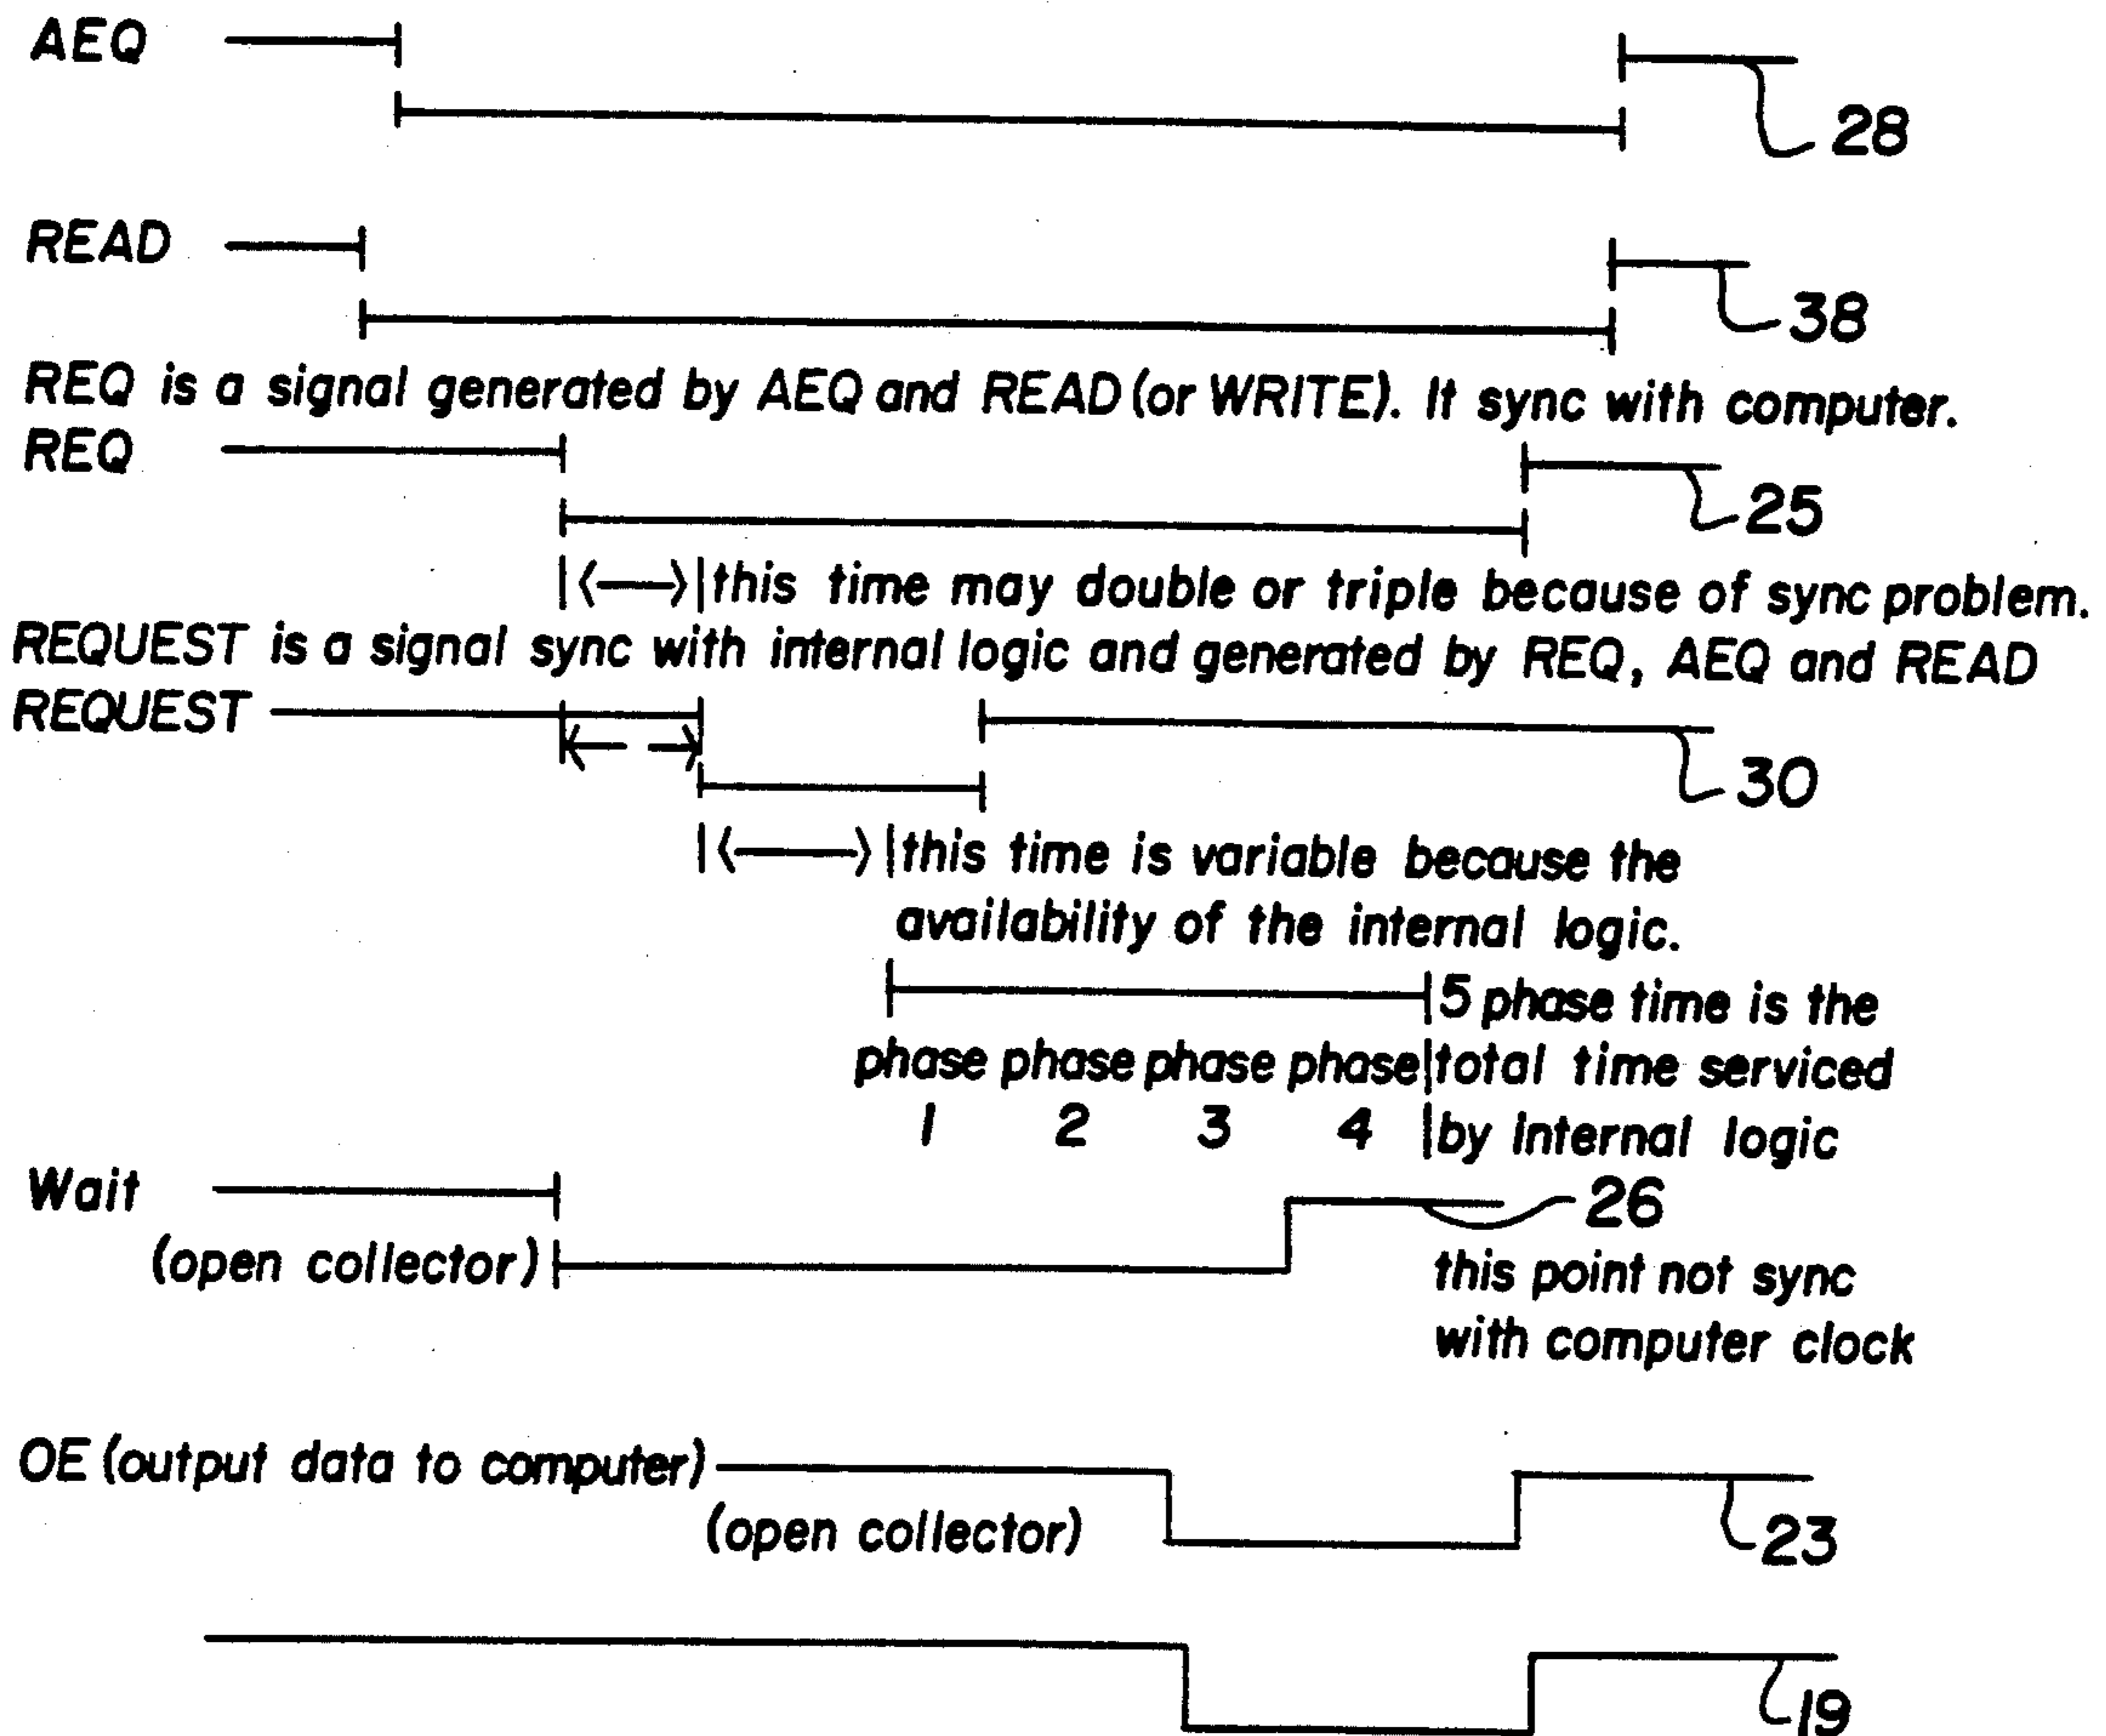 AEQ
28
READ
38
REQ is a signal generated by AEQ and READ (or WRITE). It sync with computer.
REQ
25
this time may double or triple because of sync problem.
REQUEST is a signal sync with internal logic and generated by REQ, AEQ and READ
REQUEST
30
this time is variable because the
availability of the internal logic.
5 phase time is the
phase phase phase phase total time serviced
1 2 3 4 by internal logic
Wait
26
(open collector)
this point not sync
with computer clock
OE (output data to computer)
(open collector)
23
19